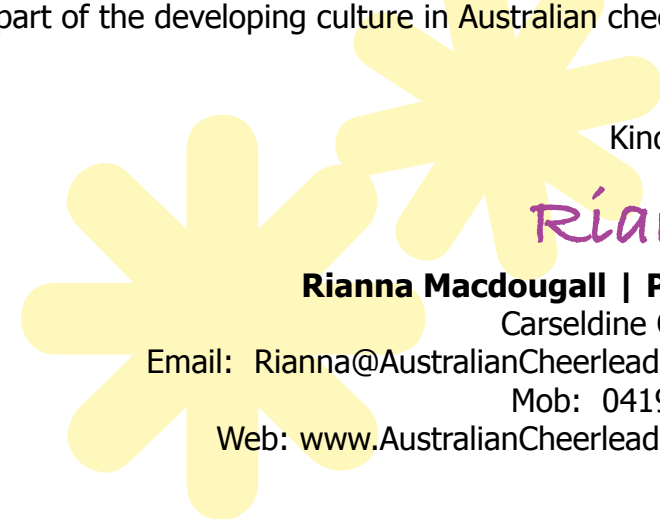 part of the developing culture in Australian chee
Kind
Rian
Rianna Macdougall | P
Carseldine
Email: Rianna@AustralianCheerlead
Mob: 0419
Web: www.AustralianCheerlead